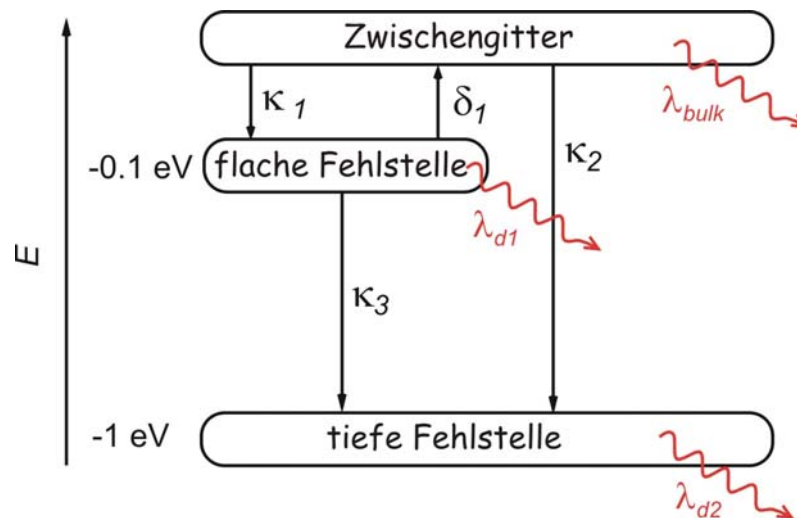 Zwischengitter
κ1
δ1
λbulk
-0.1 eV
flache Fehlstelle
κ2
λd1
E
κ3
-1 eV
tiefe Fehlstelle
λd2